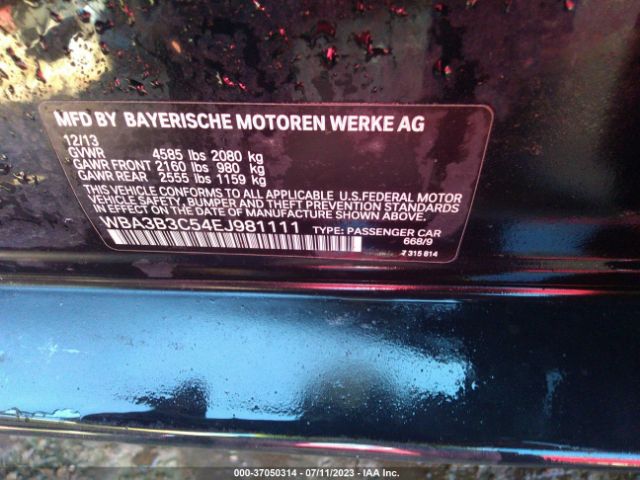 MFD BY BAYERISCHE MOTOREN WERKE AG
12/13
GVWR 4585 lbs 2080 kg
GAWR FRONT 2160 lbs 980 kg
GAWR REAR 2555 lbs 1159 kg
THIS VEHICLE CONFORMS TO ALL APPLICABLE U.S.FEDERAL MOTOR
VEHICLE SAFETY, BUMPER AND THEFT PREVENTION STANDARDS
IN EFFECT ON THE DATE OF MANUFACTURE SHOWN ABOVE.
WBA3B3C54EJ981111 TYPE: PASSENGER CAR
668/9
7 315 814
000-37050314 - 07/11/2023 - IAA Inc.